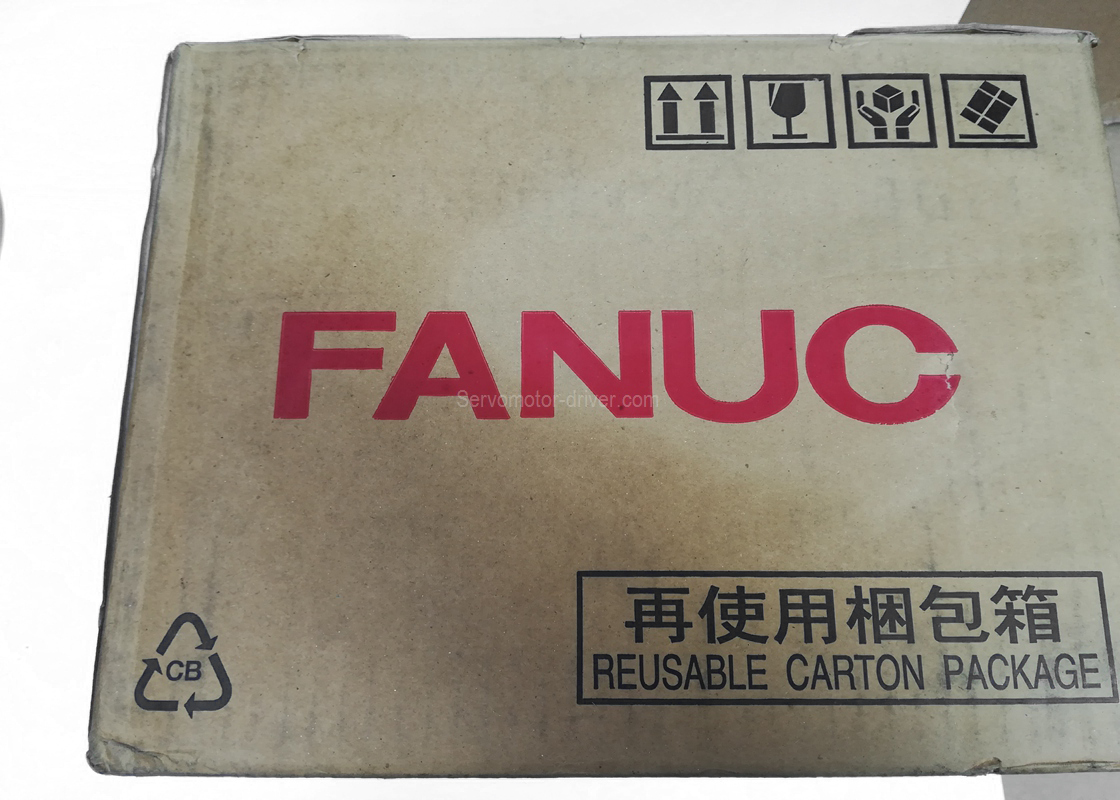 FANUC
Servomotor-driver.com
再使用梱包箱
REUSABLE CARTON PACKAGE
CB